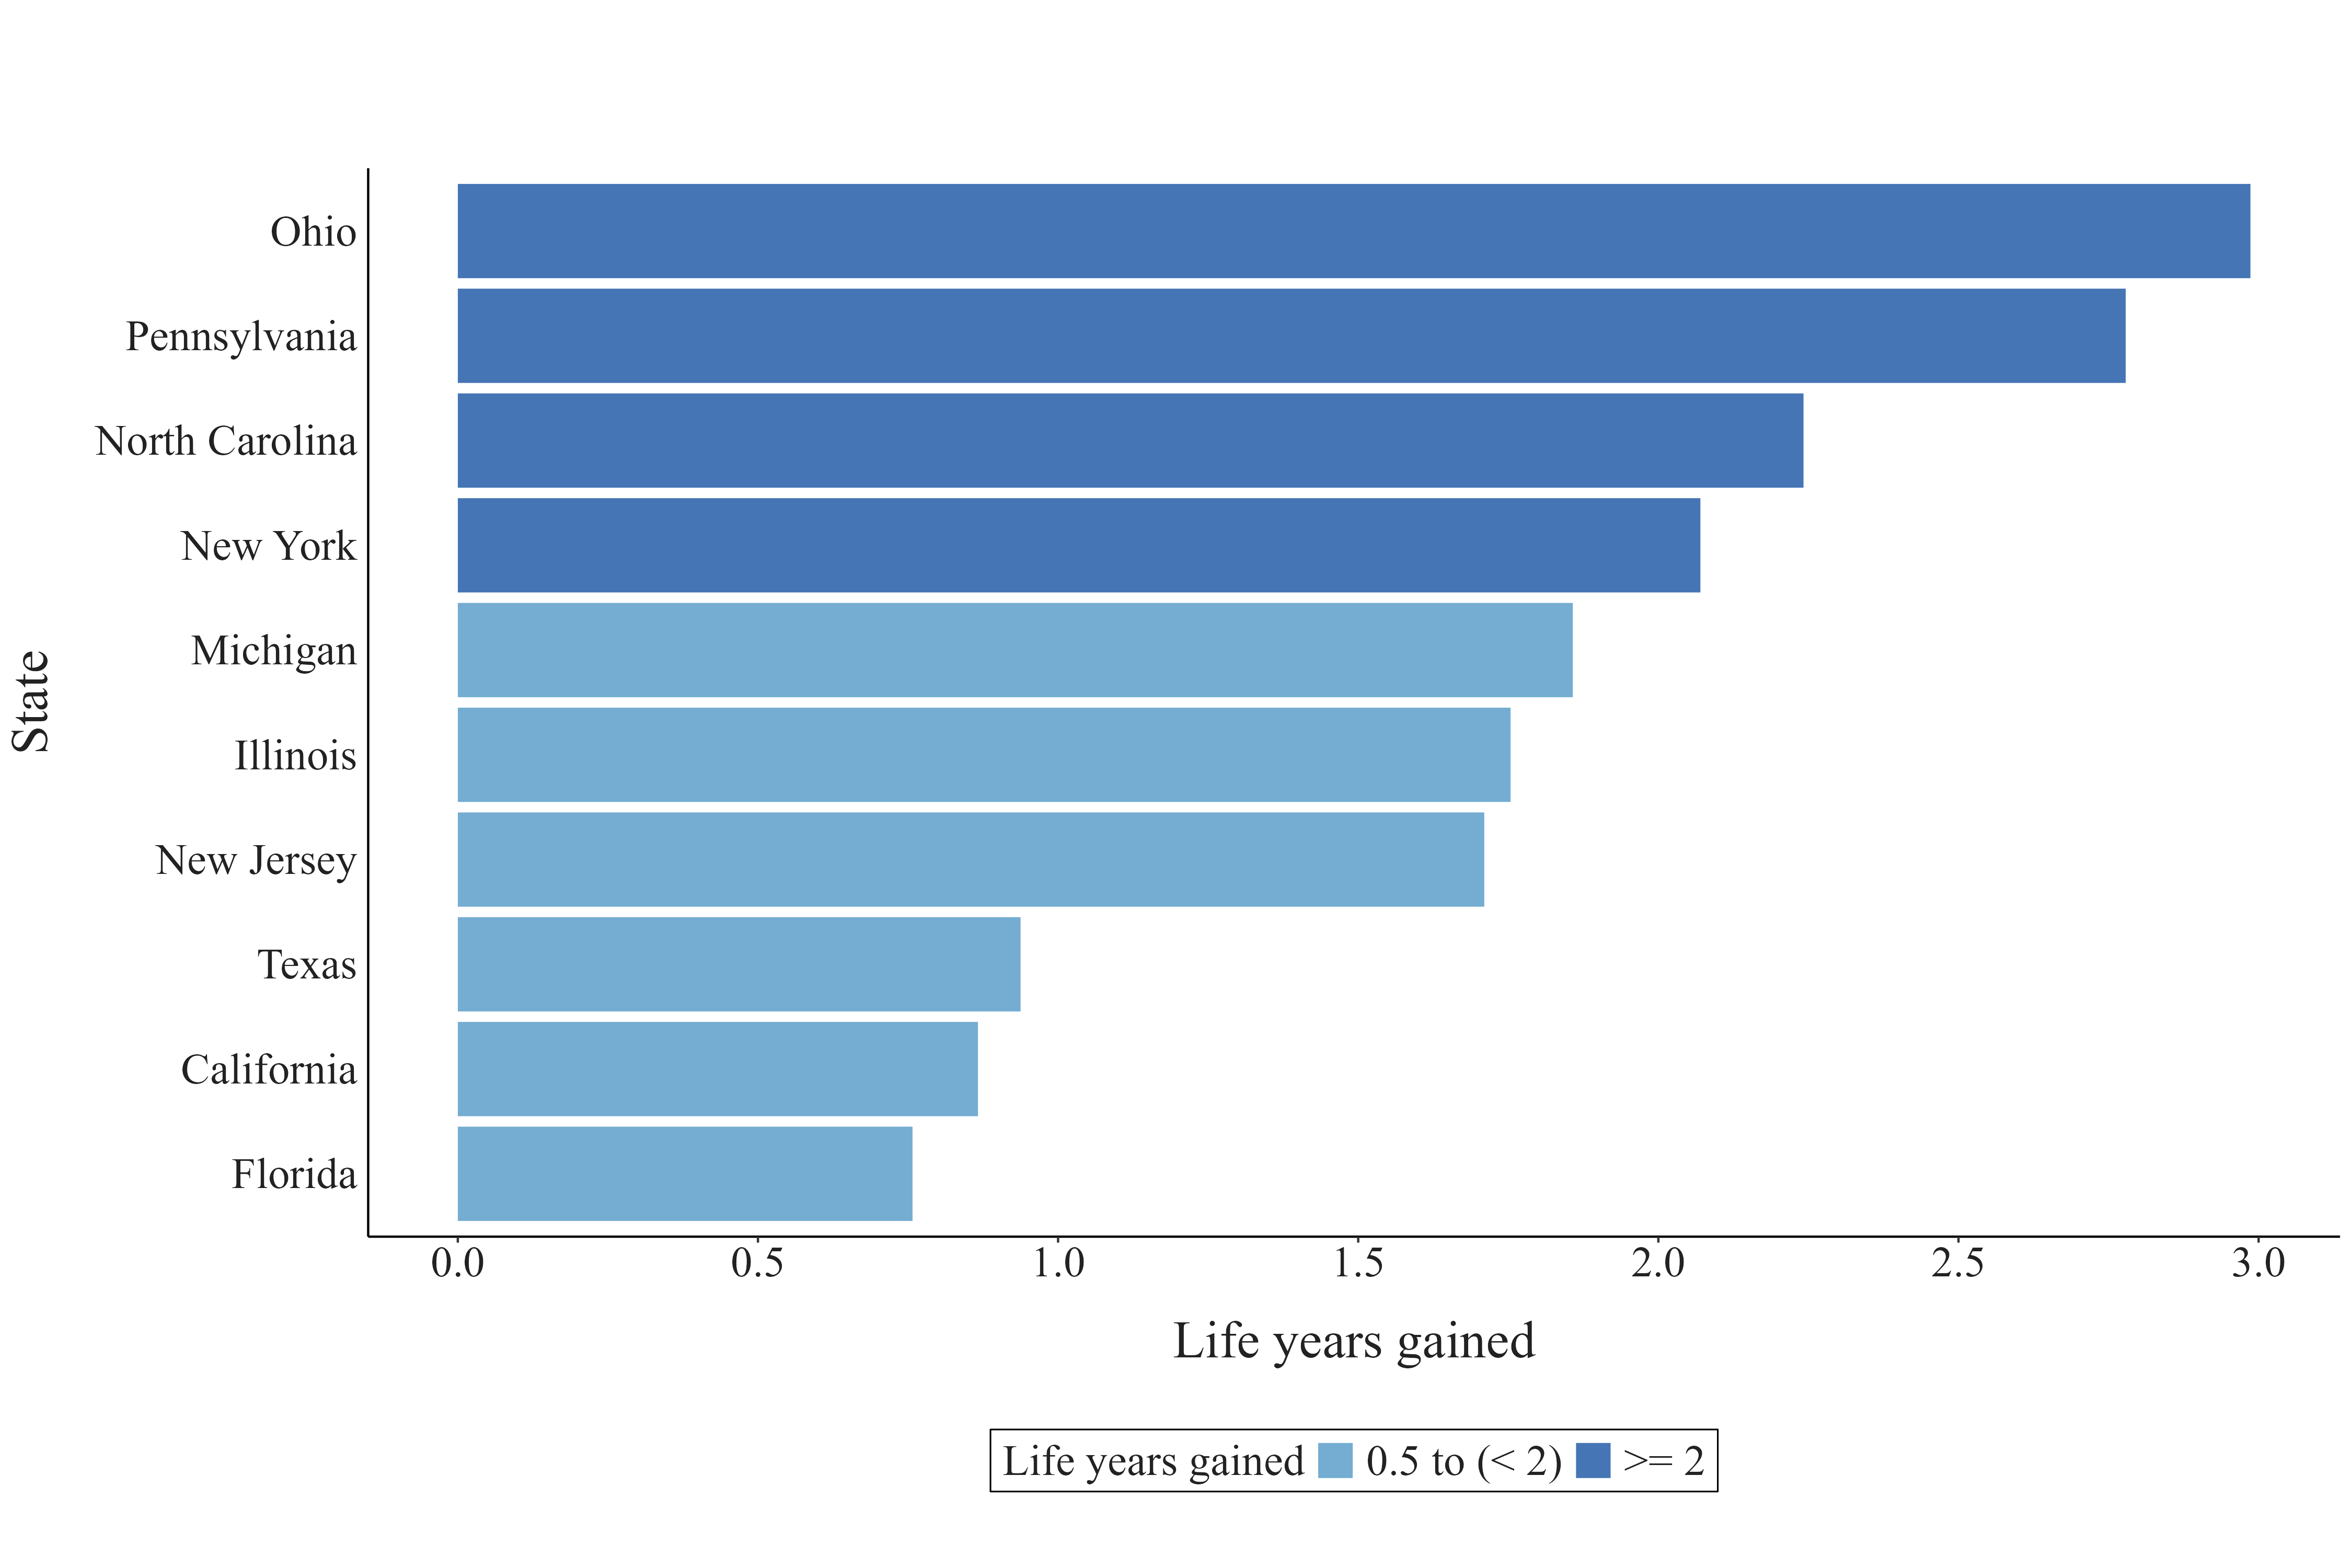 Ohio
Pennsylvania
North Carolina
New York
Michigan
Illinois
New Jersey
Texas
California
Florida
State
0.0 0.5 1.0 1.5 2.0 2.5 3.0
Life years gained
Life years gained 0.5 to (< 2) >= 2